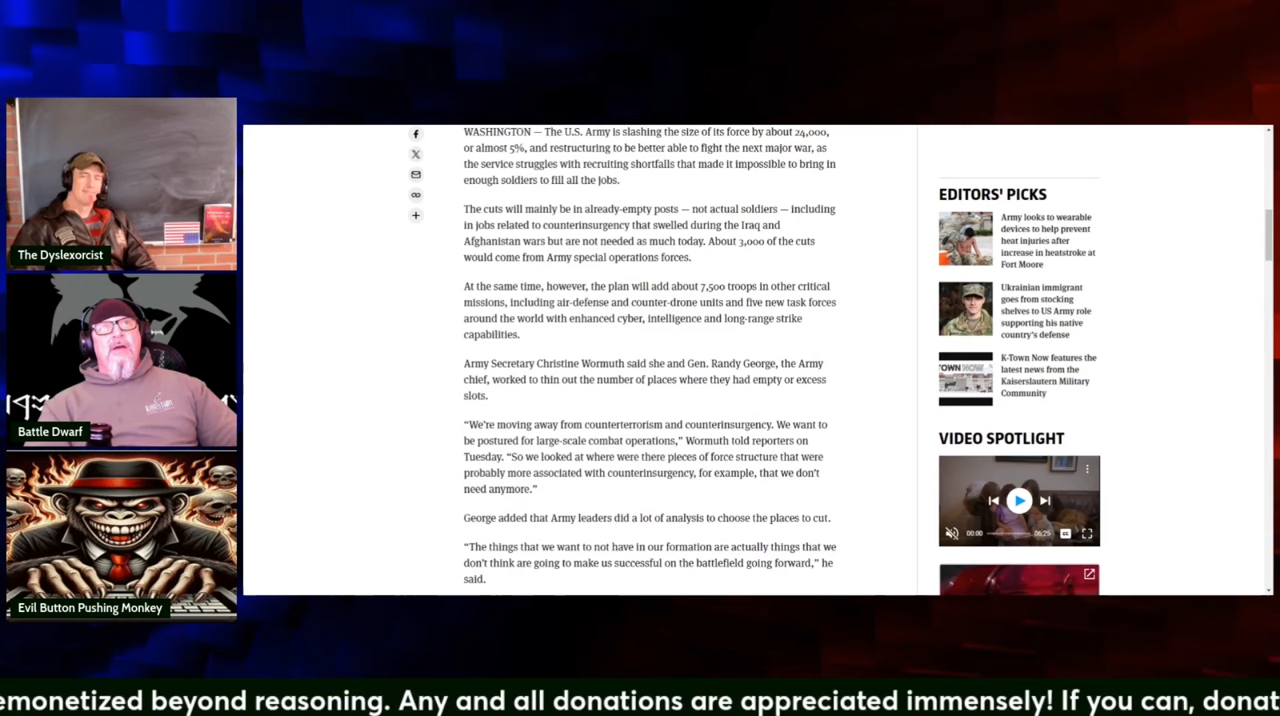 The Dyslexorcist
Battle Dwarf
Evil Button Pushing Monkey
WASHINGTON — The U.S. Army is slashing the size of its force by about 24,000,
or almost 5%, and restructuring to be better able to fight the next major war, as
the service struggles with recruiting shortfalls that made it impossible to bring in
enough soldiers to fill all the jobs.
The cuts will mainly be in already-empty posts — not actual soldiers — including
in jobs related to counterinsurgency that swelled during the Iraq and
Afghanistan wars but are not needed as much today. About 3,000 of the cuts
would come from Army special operations forces.
At the same time, however, the plan will add about 7,500 troops in other critical
missions, including air-defense and counter-drone units and five new task forces
around the world with enhanced cyber, intelligence and long-range strike
capabilities.
Army Secretary Christine Wormuth said she and Gen. Randy George, the Army
chief, worked to thin out the number of places where they had empty or excess
slots.
“We’re moving away from counterterrorism and counterinsurgency. We want to
be postured for large-scale combat operations,” Wormuth told reporters on
Tuesday. “So we looked at where were there pieces of force structure that were
probably more associated with counterinsurgency, for example, that we don’t
need anymore.”
George added that Army leaders did a lot of analysis to choose the places to cut.
“The things that we want to not have in our formation are actually things that we
don’t think are going to make us successful on the battlefield going forward,” he
said.
EDITORS' PICKS
Army looks to wearable
devices to help prevent
heat injuries after
increase in heatstroke at
Fort Moore
Ukrainian immigrant
goes from stocking
shelves to US Army role
supporting his native
country’s defense
TOWN NOW
K-Town Now features the
latest news from the
Kaiserslautern Military
Community
VIDEO SPOTLIGHT
00:00
06:25
emonetized beyond reasoning. Any and all donations are appreciated immensely! If you can, donat